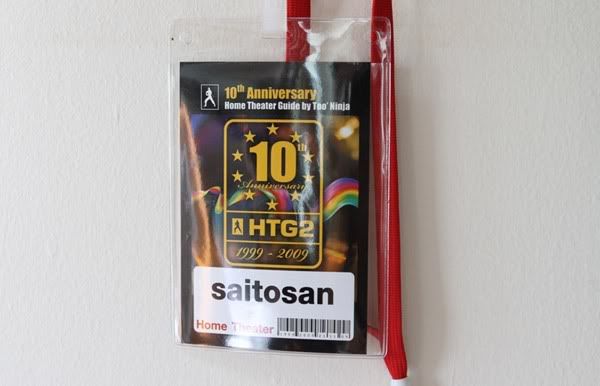 10th Anniversary
Home Theater Guide by Too' Ninja
10th
Anniversary
HTG2
1999 - 2009
saitosan
Home Theater